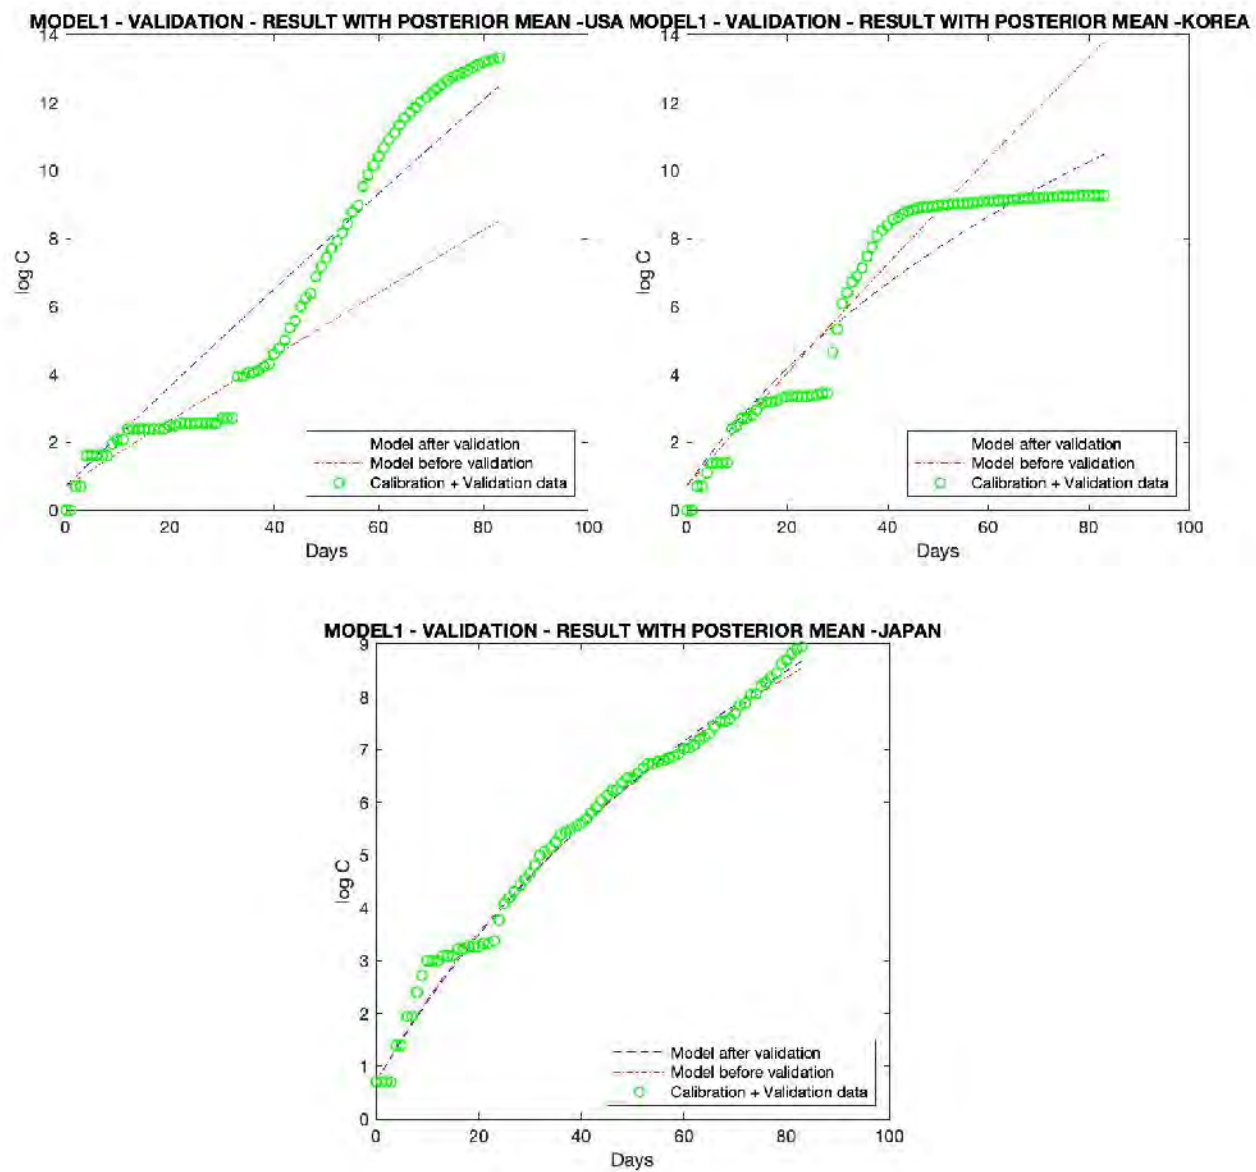 MODEL1 - VALIDATION - RESULT WITH POSTERIOR MEAN -USA
14
12
10
8
6
4
2
0
log C
0 20 40 60 80 100
Days
Model after validation
Model before validation
Calibration + Validation data
MODEL1 - VALIDATION - RESULT WITH POSTERIOR MEAN -KOREA
14
12
10
8
6
4
2
0
log C
0 20 40 60 80 100
Days
Model after validation
Model before validation
Calibration + Validation data
MODEL1 - VALIDATION - RESULT WITH POSTERIOR MEAN -JAPAN
9
8
7
6
5
4
3
2
1
0
log C
0 20 40 60 80 100
Days
Model after validation
Model before validation
Calibration + Validation data